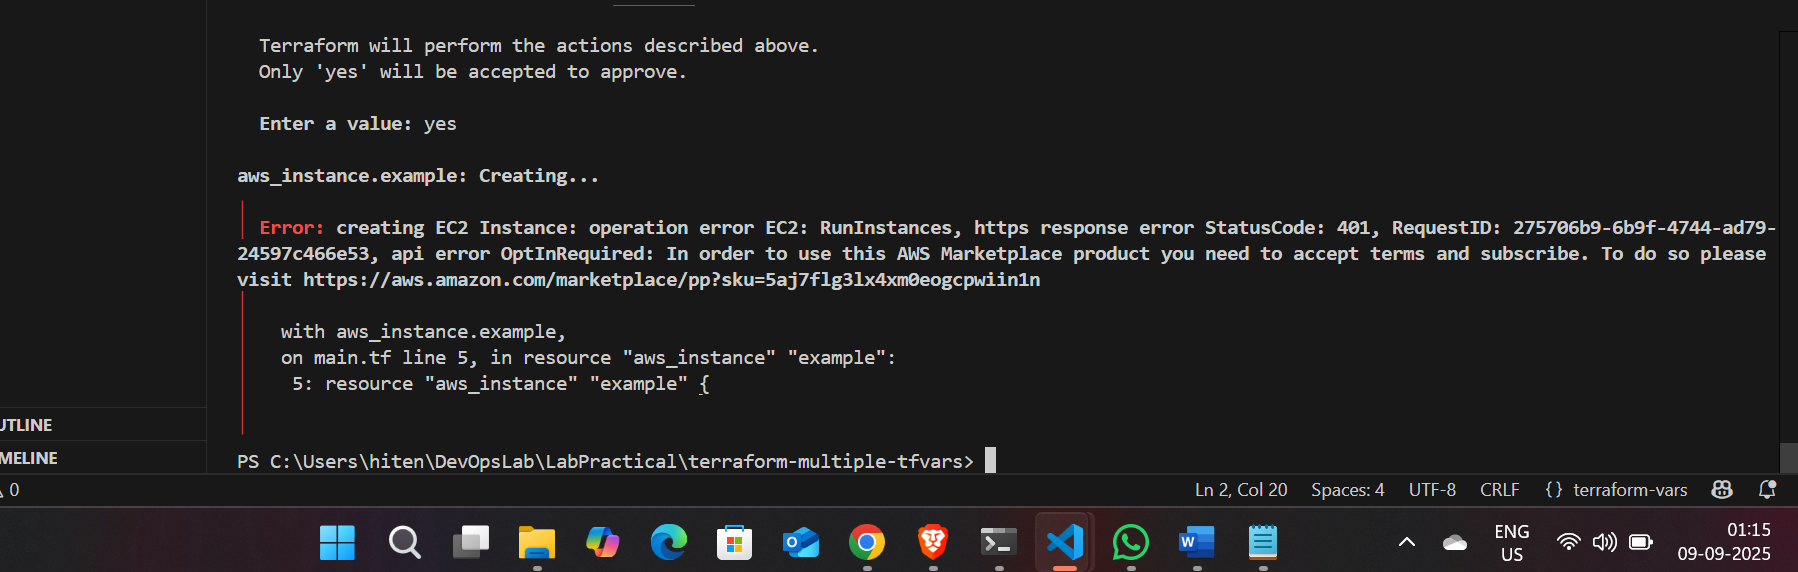 Terraform will perform the actions described above.
Only 'yes' will be accepted to approve.
Enter a value: yes
aws_instance.example: Creating...
Error: creating EC2 Instance: operation error EC2: RunInstances, https response error StatusCode: 401, RequestID: 275706b9-6b9f-4744-ad79-
24597c466e53, api error OptInRequired: In order to use this AWS Marketplace product you need to accept terms and subscribe. To do so please
visit https://aws.amazon.com/marketplace/pp?sku=5aj7flg3lx4xm0eogcpwiin1n
with aws_instance.example,
on main.tf line 5, in resource "aws_instance" "example":
5: resource "aws_instance" "example" {
UTLINE
MELINE
PS C:\Users\hiten\DevOpsLab\LabPractical\terraform-multiple-tfvars>
0
Ln 2, Col 20
Spaces: 4
UTF-8
CRLF
{} terraform-vars
ENG
US
01:15
09-09-2025